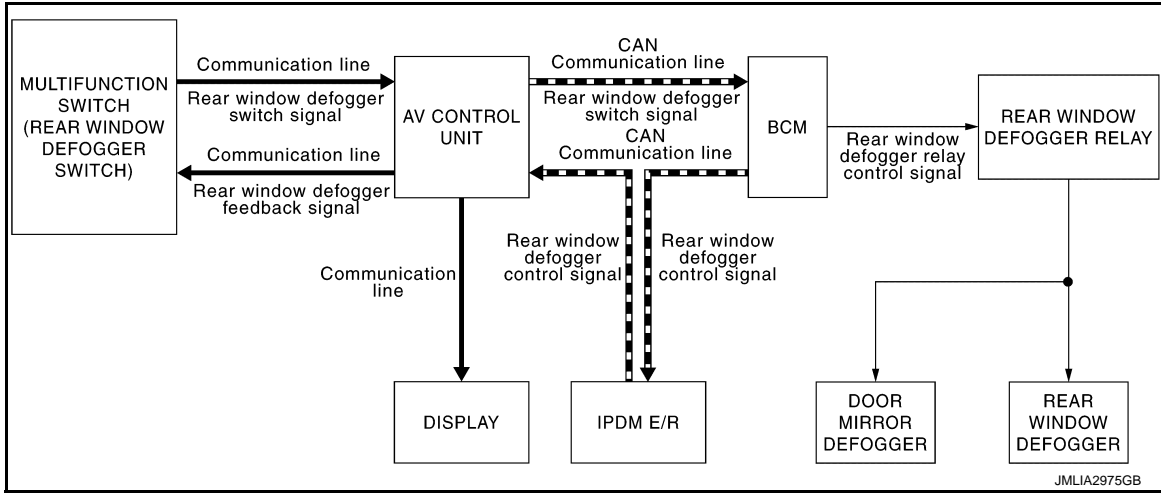 MULTIFUNCTION
SWITCH
(REAR WINDOW
DEFOGGER
SWITCH)
Communication line
Rear window defogger
switch signal
Communication line
Rear window defogger
feedback signal
AV CONTROL
UNIT
CAN
Communication line
Rear window defogger
switch signal
CAN
Communication line
BCM
Rear window
defogger relay
control signal
REAR WINDOW
DEFOGGER RELAY
Communication
line
Rear window
defogger
control signal
Rear window
defogger
control signal
DISPLAY
IPDM E/R
DOOR
MIRROR
DEFOGGER
REAR
WINDOW
DEFOGGER
JMLIA2975GB